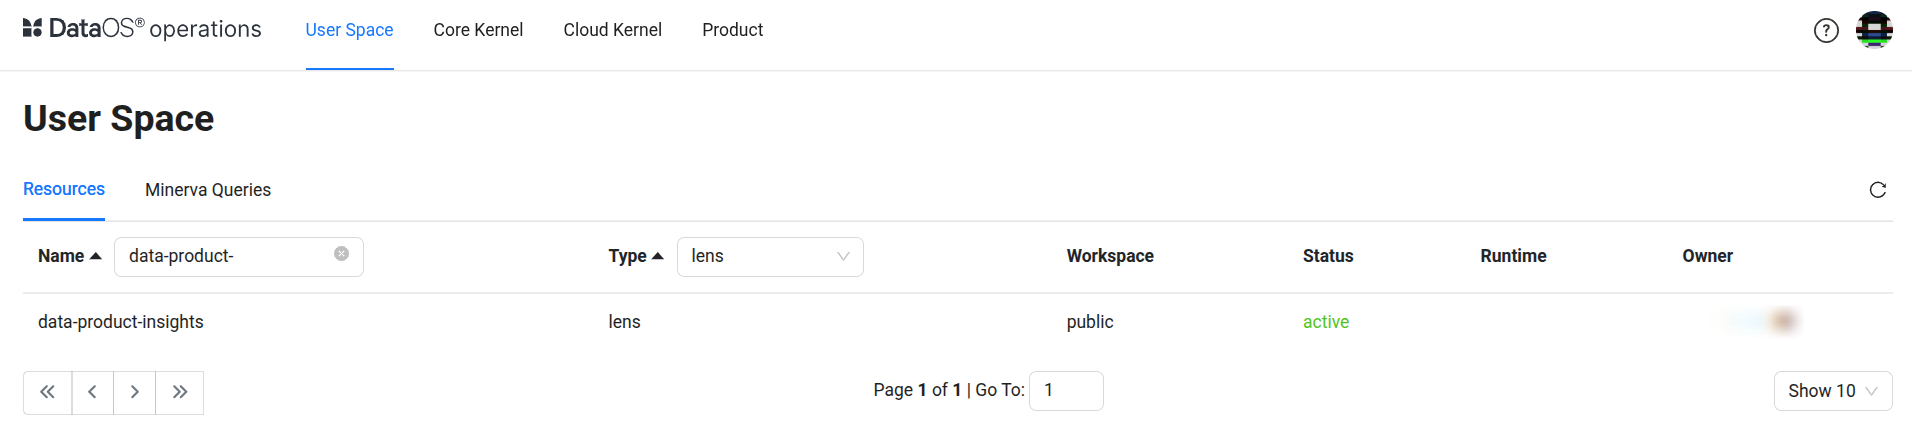 DataOS® operations User Space Core Kernel Cloud Kernel Product ?
User Space
Resources Minerva Queries
Name data-product- Type lens Workspace Status Runtime Owner
data-product-insights lens public active
Page 1 of 1 | Go To: 1 Show 10